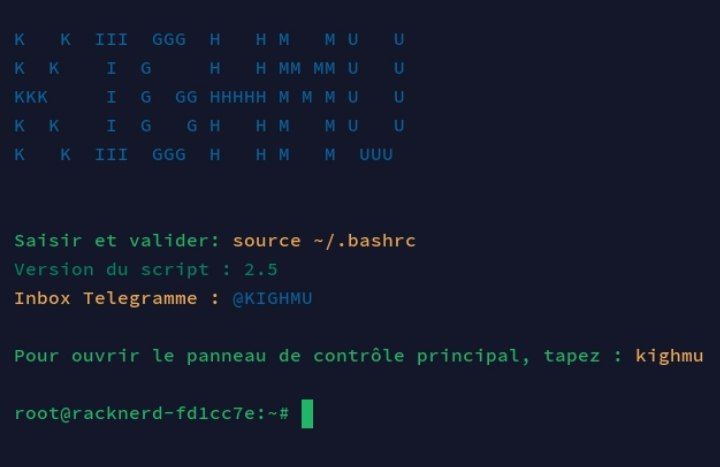 K   K  III  GGG  H   H M   M U   U
K  K    I  G     H   H MM MM U   U
KKK     I  G  GG HHHHH M M M U   U
K  K    I  G   G H   H M   M U   U
K   K  III  GGG  H   H M   M  UUU
Saisir et valider: source ~/.bashrc
Version du script : 2.5
Inbox Telegramme : @KIGHMU
Pour ouvrir le panneau de contrôle principal, tapez : kighmu
root@racknerd-fd1cc7e:~#